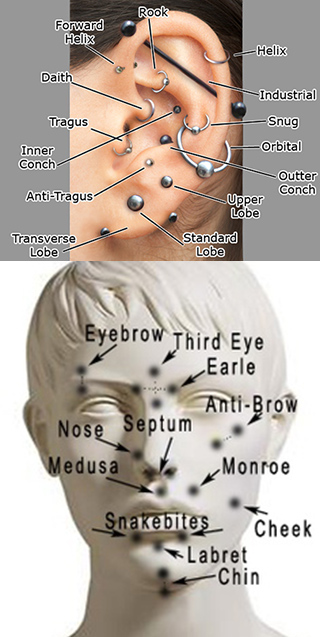 Rook
Forward
Helix
Helix
Daith
Industrial
Tragus
Snug
Inner
Conch
Orbital
Outter
Conch
Anti-Tragus
Upper
Lobe
Transverse
Lobe
Standard
Lobe
Eyebrow
Third Eye
Earle
Anti-Brow
Septum
Nose
Medusa
Monroe
Snakebites
Cheek
Labret
Chin